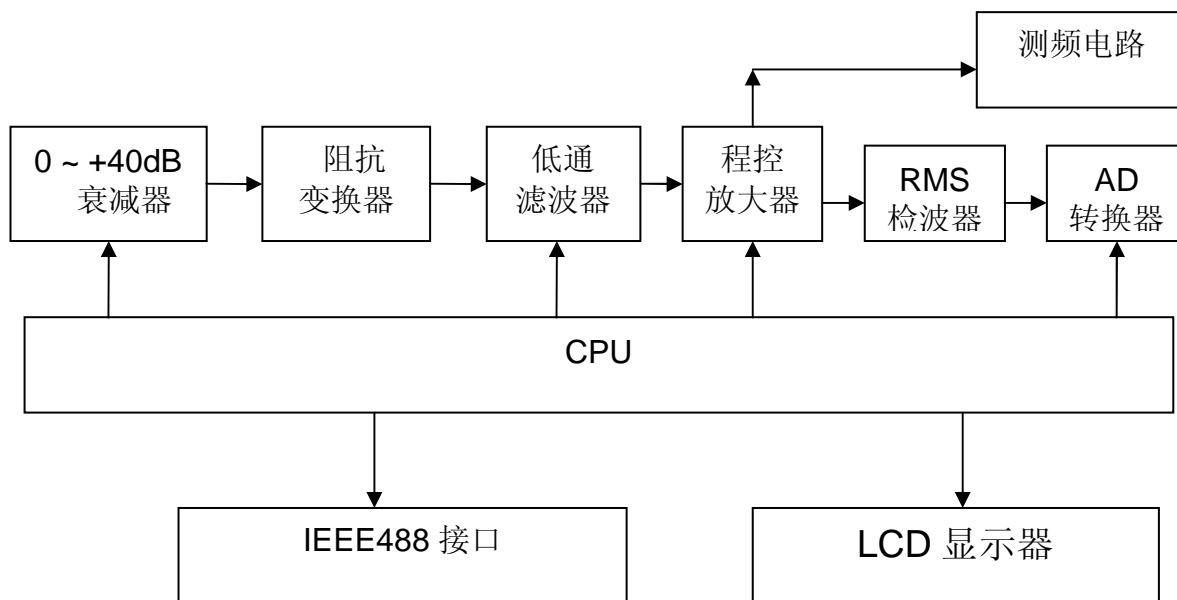 测频电路
0 ~ +40dB
衰减器
阻抗
变换器
低通
滤波器
程控
放大器
RMS
检波器
AD
转换器
CPU
IEEE488 接口
LCD 显示器